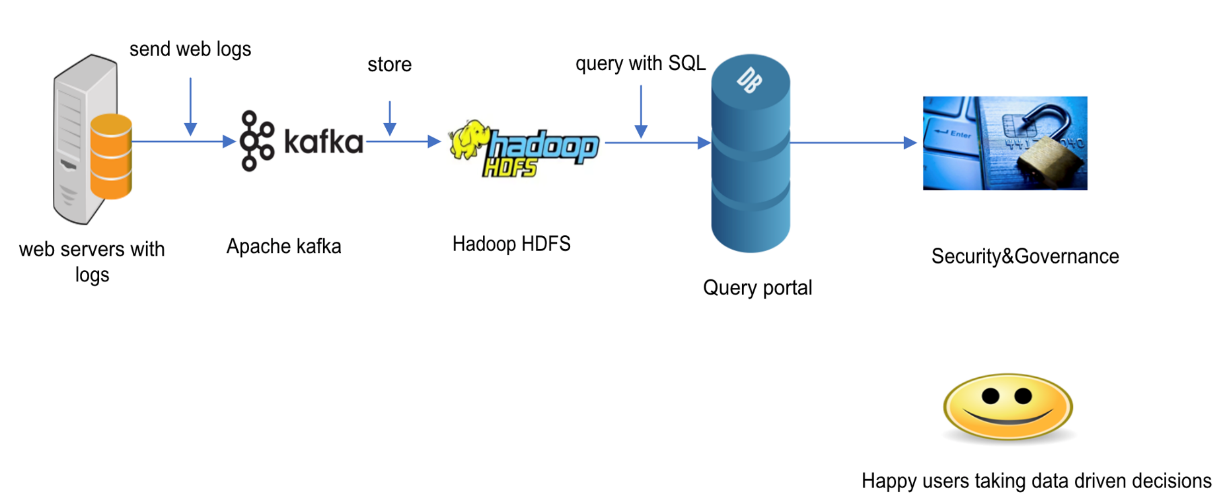 send web logs
store
query with SQL
DB
kafka
hadoop
HDFS
Enter
web servers with
logs
Apache kafka
Hadoop HDFS
Query portal
Security&Governance
Happy users taking data driven decisions